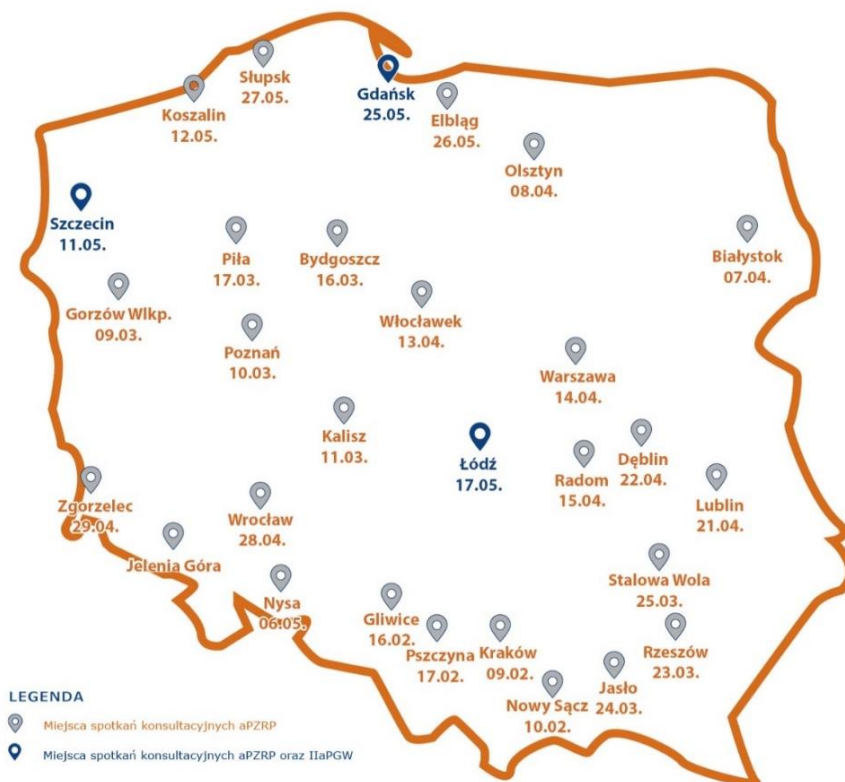 Słupsk
27.05.
Koszalin
12.05.
Gdańsk
25.05.
Elbląg
26.05.
Olsztyn
08.04.
Szczecin
11.05.
Piła
17.03.
Bydgoszcz
16.03.
Białystok
07.04.
Gorzów Wlkp.
09.03.
Włocławek
13.04.
Poznań
10.03.
Warszawa
14.04.
Kalisz
11.03.
Łódź
17.05.
Radom
15.04.
Dęblin
22.04.
Lublin
21.04.
Zgorzelec
29.04.
Wrocław
28.04.
Jelenia Góra
Nysa
06.05.
Stalowa Wola
25.03.
Gliwice
16.02.
Pszczyna
17.02.
Kraków
09.02.
Rzeszów
23.03.
Jasło
24.03.
Nowy Sącz
10.02.
LEGENDA
Miejsca spotkań konsultacyjnych aPZRP
Miejsca spotkań konsultacyjnych aPZRP oraz IIaPGW